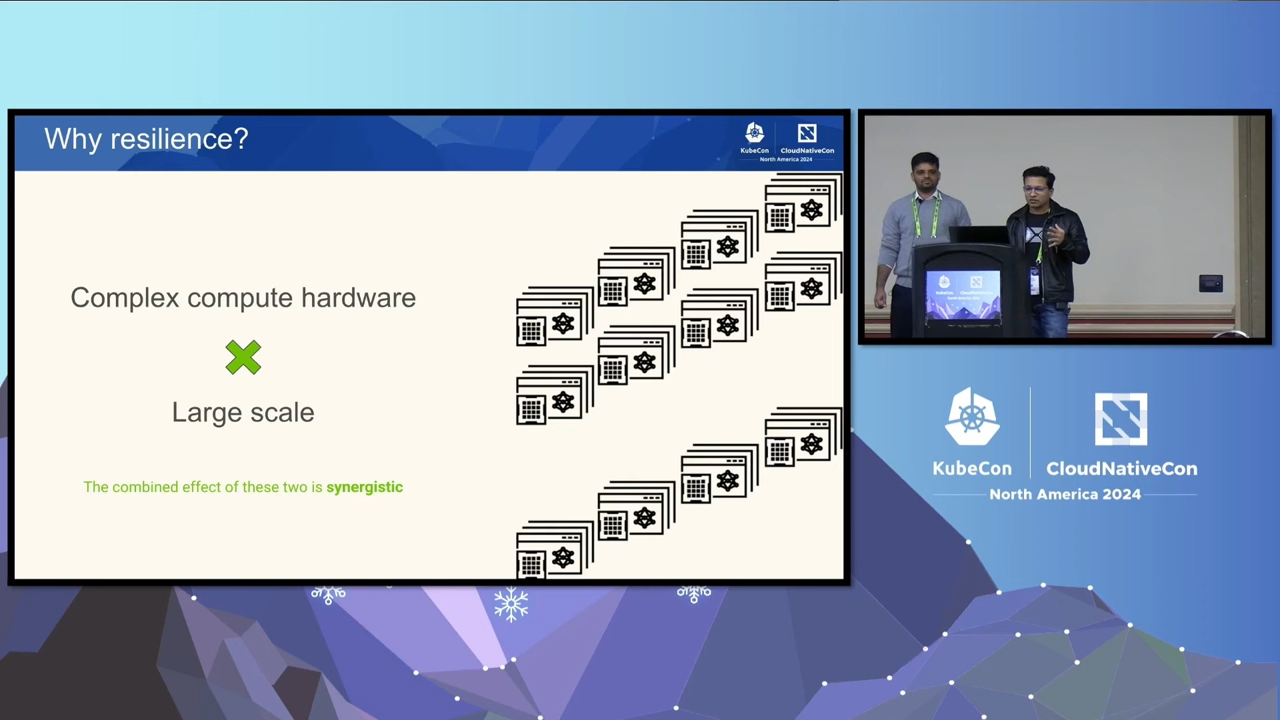 Why resilience?
KubeCon
CloudNativeCon
North America 2024
Complex compute hardware
Large scale
The combined effect of these two is synergistic
KubeCon
CloudNativeCon
North America 2024